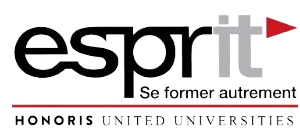 esprit
Se former autrement
HONORIS UNITED UNIVERSITIES